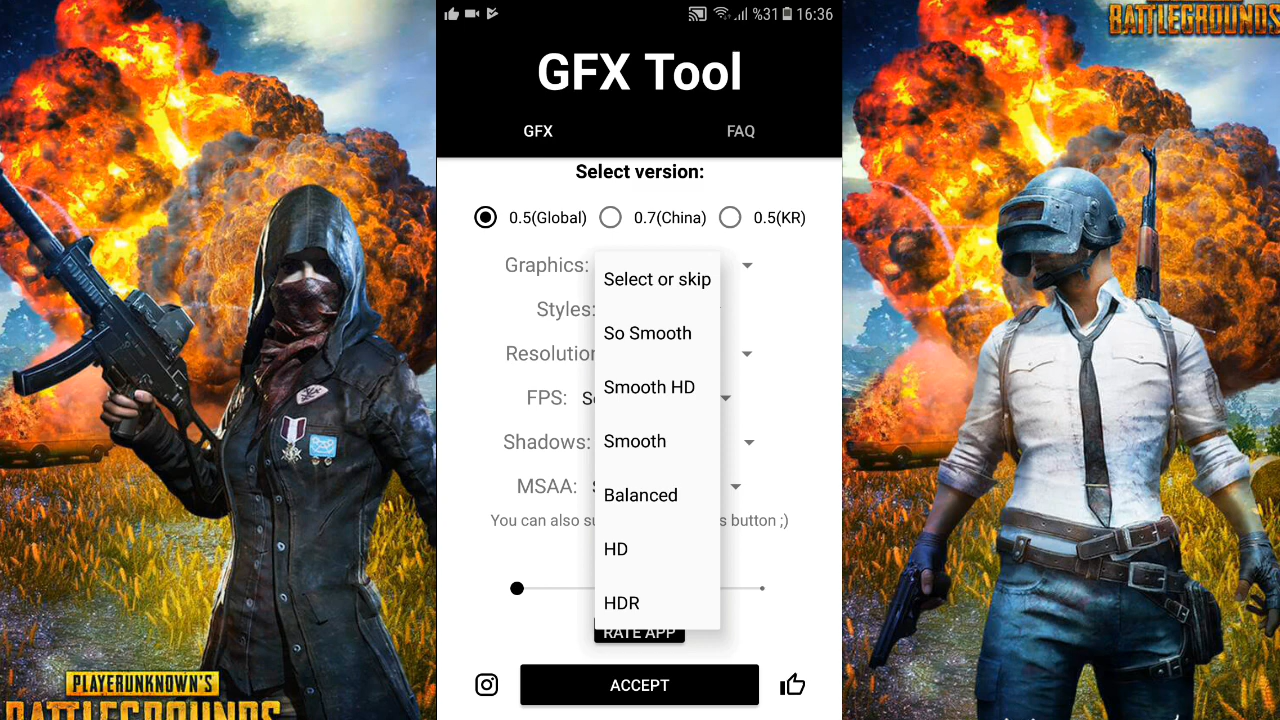 BATTLEGROUNDS
%31 16:36
GFX Tool
GFX FAQ
Select version:
0.5(Global) 0.7(China) 0.5(KR)
Graphics:
Select or skip
Styles:
So Smooth
Resolution
Smooth HD
FPS:
Shadows:
Smooth
MSAA:
Balanced
You can also su s button ;)
HD
HDR
RATE APP
ACCEPT
PLAYERUNKNOWN'S
BATTLEGROUNDS